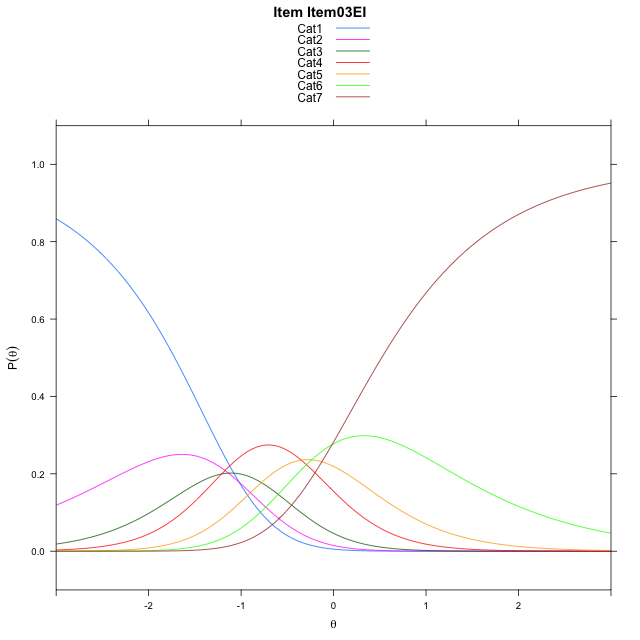 Item Item03EI
Cat1
Cat2
Cat3
Cat4
Cat5
Cat6
Cat7
1.0
0.8
0.6
0.4
0.2
0.0
P(θ)
-2 -1 0 1 2
θ